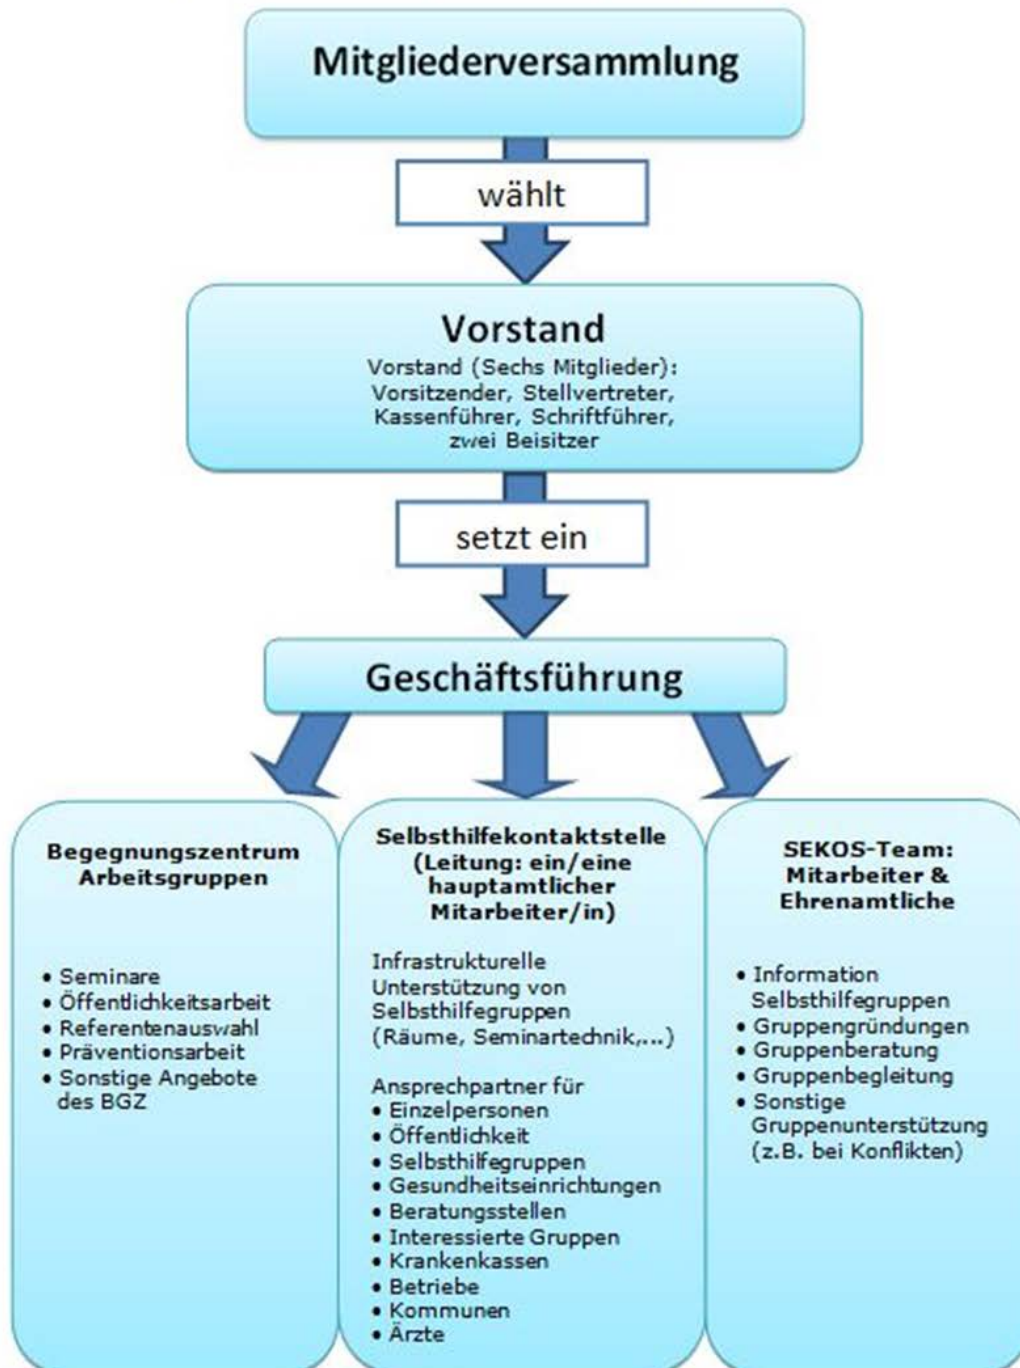 Mitgliederversammlung
wählt
Vorstand
Vorstand (Sechs Mitglieder):
Vorsitzender, Stellvertreter,
Kassenführer, Schriftführer,
zwei Beisitzer
setzt ein
Geschäftsführung
Begegnungszentrum
Arbeitsgruppen
• Seminare
• Öffentlichkeitsarbeit
• Referentenauswahl
• Präventionsarbeit
• Sonstige Angebote
des BGZ
Selbsthilfekontaktstelle
(Leitung: ein/eine
hauptamtlicher
Mitarbeiter/in)
Infrastrukturelle
Unterstützung von
Selbsthilfegruppen
(Räume, Seminartechnik,...)
Ansprechpartner für
• Einzelpersonen
• Öffentlichkeit
• Selbsthilfegruppen
• Gesundheitseinrichtungen
• Beratungsstellen
• Interessierte Gruppen
• Krankenkassen
• Betriebe
• Kommunen
• Ärzte
SEKOS-Team:
Mitarbeiter &
Ehrenamtliche
• Information
Selbsthilfegruppen
• Gruppengründungen
• Gruppenberatung
• Gruppenbegleitung
• Sonstige
Gruppenunterstützung
(z.B. bei Konflikten)